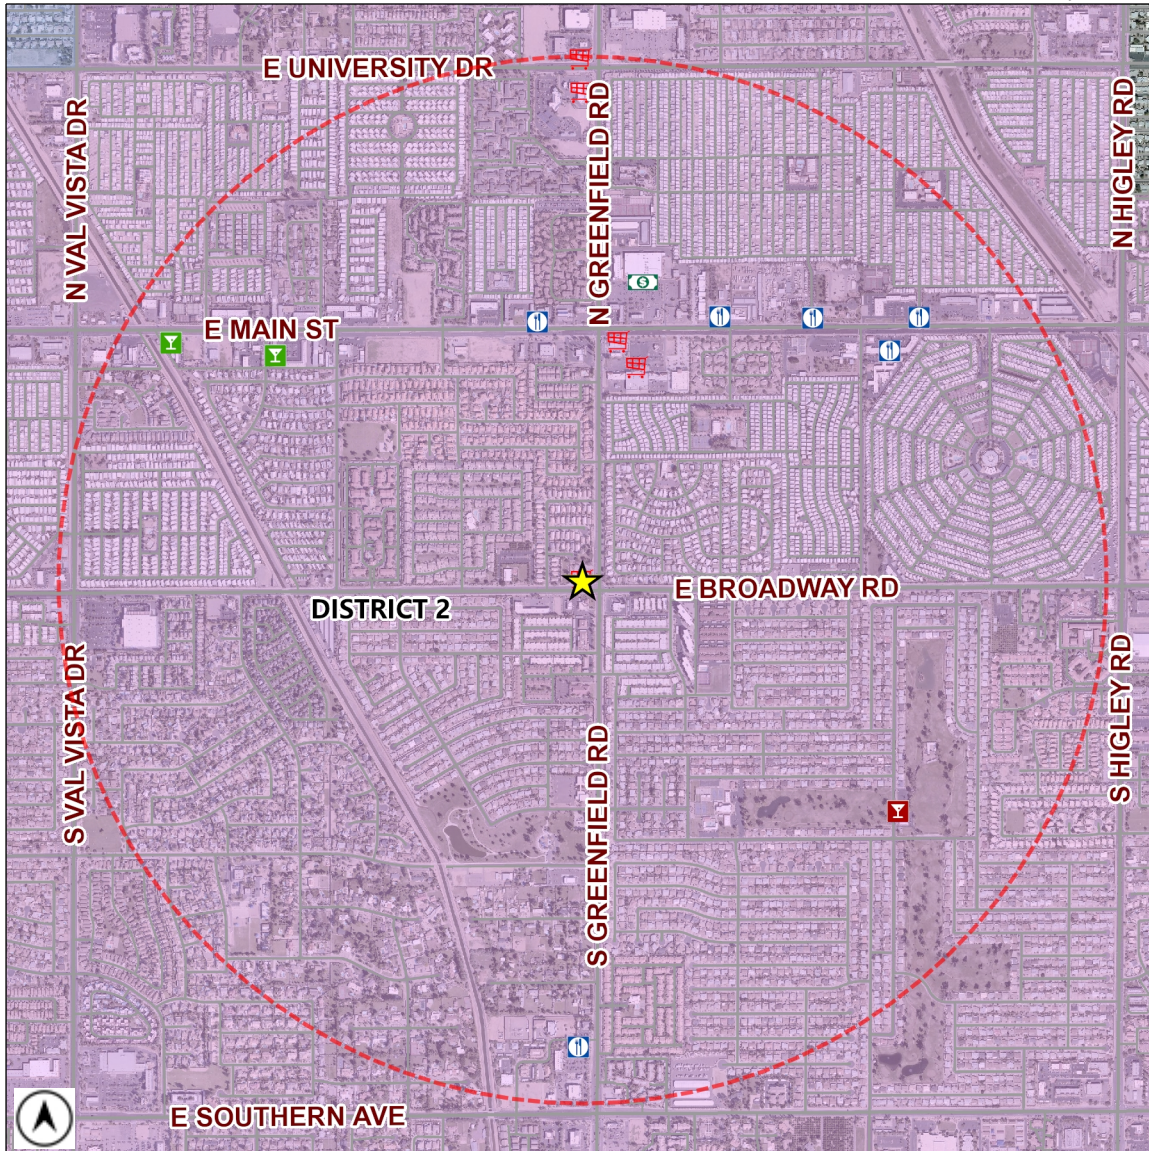 E UNIVERSITY DR
N VAL VISTA DR
N GREENFIELD RD
N HIGLEY RD
$
E MAIN ST
E BROADWAY RD
DISTRICT 2
S VAL VISTA DR
S GREENFIELD RD
S HIGLEY RD
E SOUTHERN AVE